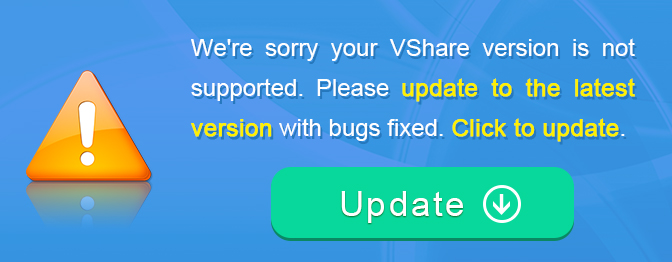 We're sorry your VShare version is not
supported. Please update to the latest
version with bugs fixed. Click to update.
Update